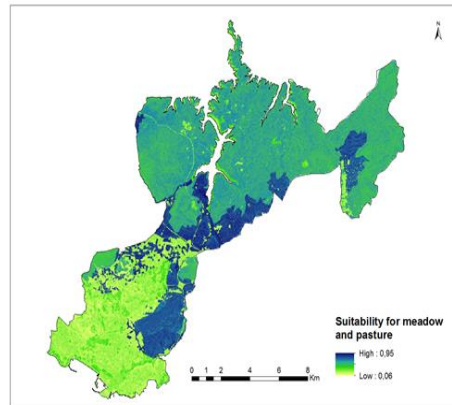 N
Suitability for meadow
and pasture
High : 0,95
Low : 0,06
0 1 2 4 6 8
Km